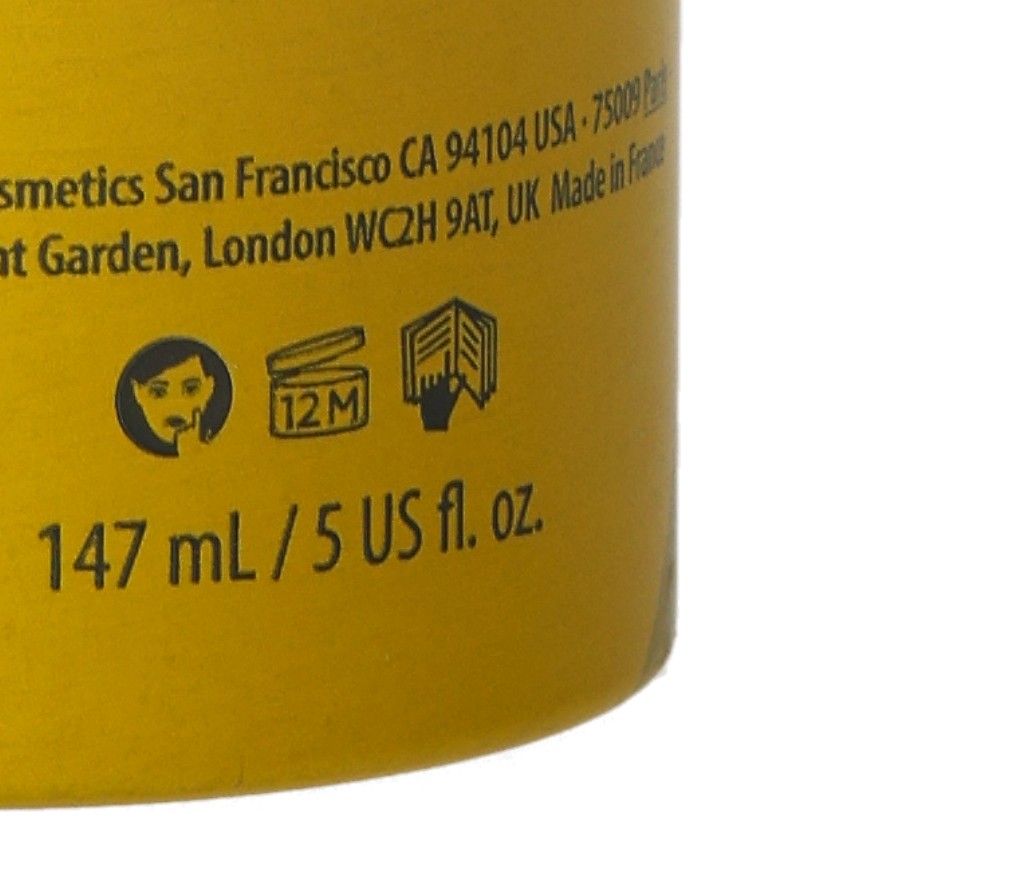 smetics San Francisco CA 94104 USA · 75009 Paris
nt Garden, London WC2H 9AT, UK Made in France
12 M
147 mL / 5 US fl. oz.